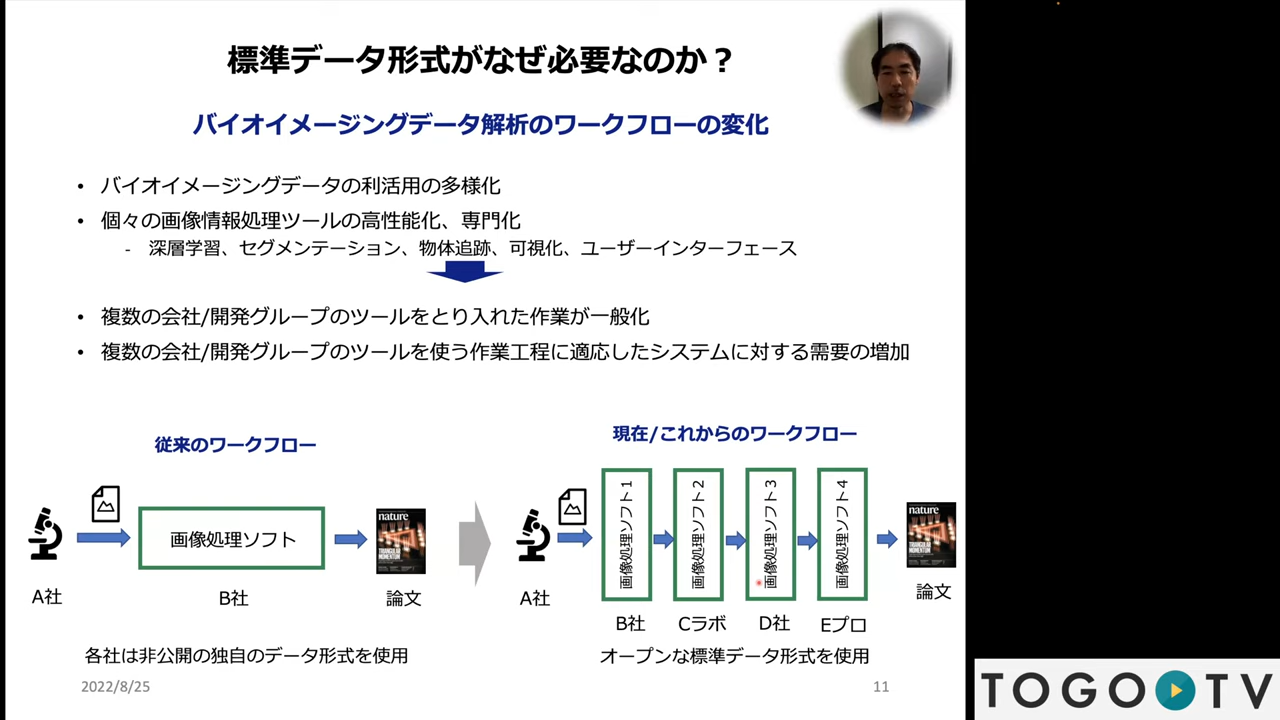 標準データ形式がなぜ必要なのか？
バイオイメージングデータ解析のワークフローの変化
• バイオイメージングデータの利活用の多様化
• 個々の画像情報処理ツールの高性能化、専門化
- 深層学習、セグメンテーション、物体追跡、可視化、ユーザーインターフェース
• 複数の会社/開発グループのツールをとり入れた作業が一般化
• 複数の会社/開発グループのツールを使う作業工程に適応したシステムに対する需要の増加
従来のワークフロー
画像処理ソフト
nature
A社
B社
論文
各社は非公開の独自のデータ形式を使用
現在/これからのワークフロー
画像処理ソフト1
画像処理ソフト2
画像処理ソフト3
画像処理ソフト4
nature
A社
B社
Cラボ
D社
Eプロ
論文
オープンな標準データ形式を使用
2022/8/25
11
TOGO TV